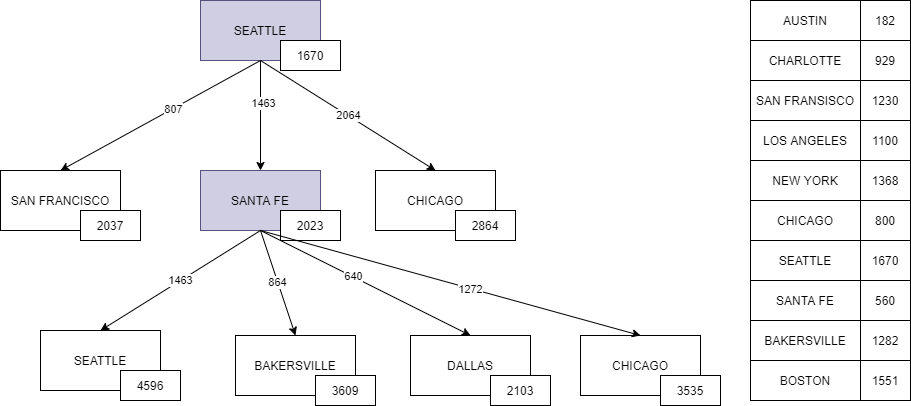 SEATTLE
1670
807
1463
2064
SAN FRANCISCO
2037
SANTA FE
2023
CHICAGO
2864
1463
864
640
1272
SEATTLE
4596
BAKERSVILLE
3609
DALLAS
2103
CHICAGO
3535
AUSTIN 182
CHARLOTTE 929
SAN FRANSISCO 1230
LOS ANGELES 1100
NEW YORK 1368
CHICAGO 800
SEATTLE 1670
SANTA FE 560
BAKERSVILLE 1282
BOSTON 1551